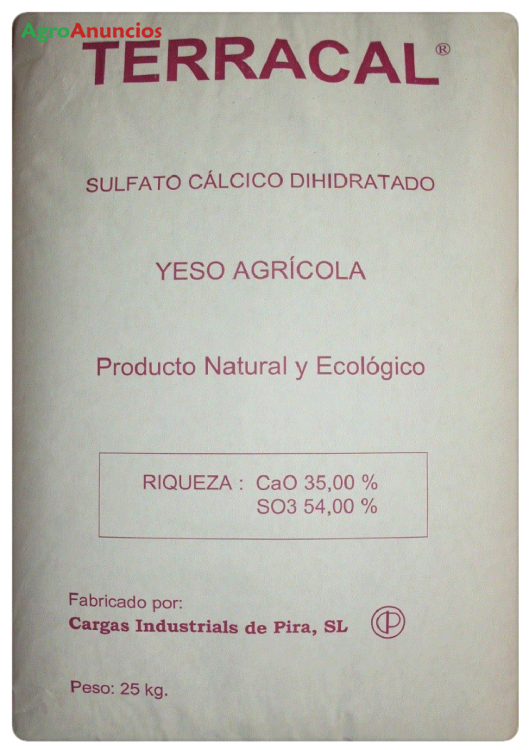 AgroAnuncios
TERRACAL®
SULFATO CÁLCICO DIHIDRATADO
YESO AGRÍCOLA
Producto Natural y Ecológico
RIQUEZA : CaO 35,00 %
SO3 54,00 %
Fabricado por:
Cargas Industrials de Pira, SL
Peso: 25 kg.